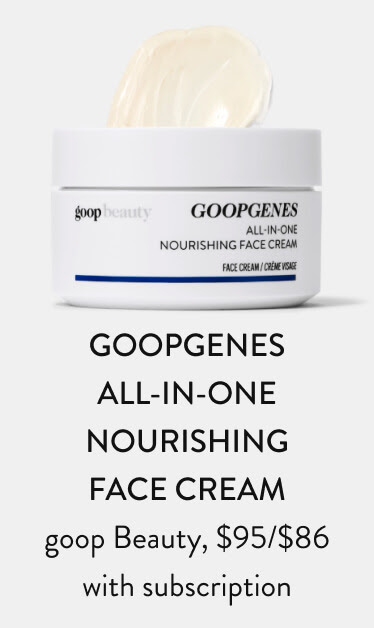 goop beauty GOOPGENES
ALL-IN-ONE
NOURISHING FACE CREAM
FACE CREAM / CRÈME VISAGE
GOOPGENES
ALL-IN-ONE
NOURISHING
FACE CREAM
goop Beauty, $95/$86
with subscription